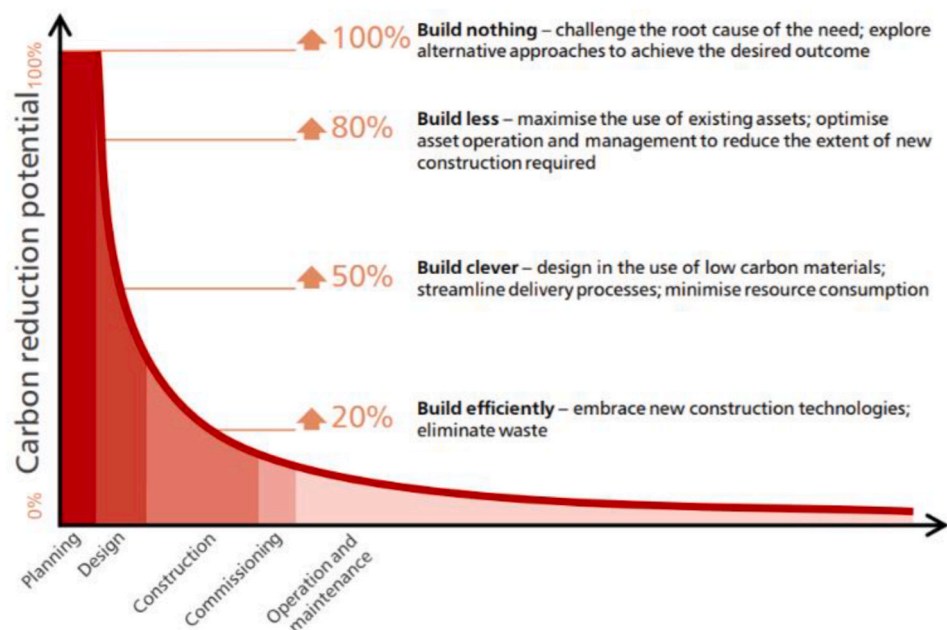 100%
Build nothing – challenge the root cause of the need; explore
alternative approaches to achieve the desired outcome
80%
Build less – maximise the use of existing assets; optimise
asset operation and management to reduce the extent of new
construction required
50%
Build clever – design in the use of low carbon materials;
streamline delivery processes; minimise resource consumption
20%
Build efficiently – embrace new construction technologies;
eliminate waste
Carbon reduction potential
100%
0%
Planning
Design
Construction
Commissioning
Operation and
maintenance